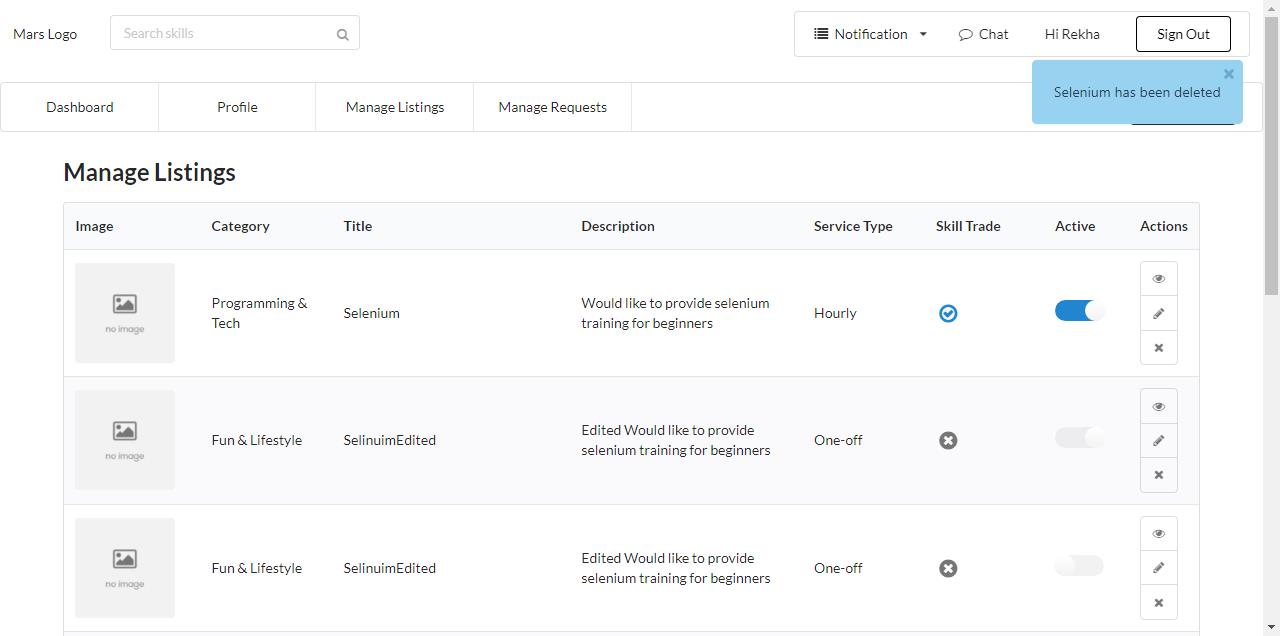 Mars Logo
Search skills
Notification
Chat
Hi Rekha
Sign Out
Selenium has been deleted
Dashboard
Profile
Manage Listings
Manage Requests
Manage Listings
Image Category Title Description Service Type Skill Trade Active Actions
no image
Programming &
Tech
Selenium
Would like to provide selenium
training for beginners
Hourly
no image
Fun & Lifestyle
SelinuimEdited
Edited Would like to provide
selenium training for beginners
One-off
no image
Fun & Lifestyle
SelinuimEdited
Edited Would like to provide
selenium training for beginners
One-off